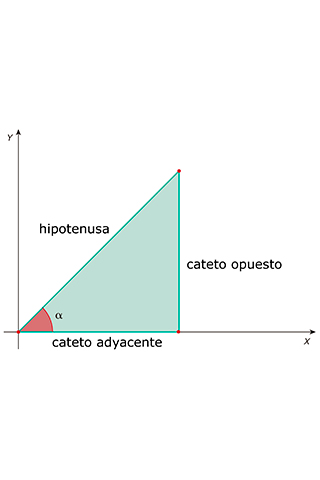 Y
hipotenusa
cateto opuesto
α
cateto adyacente
X